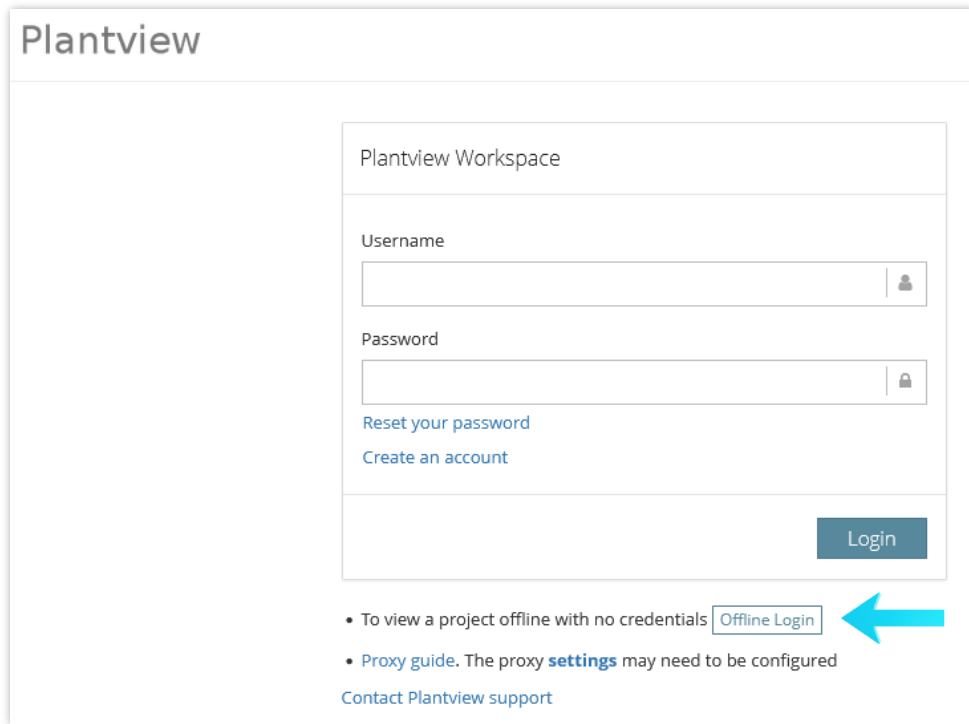 Plantview
Plantview Workspace
Username
Password
Reset your password
Create an account
Login
• To view a project offline with no credentials Offline Login
• Proxy guide. The proxy settings may need to be configured
Contact Plantview support